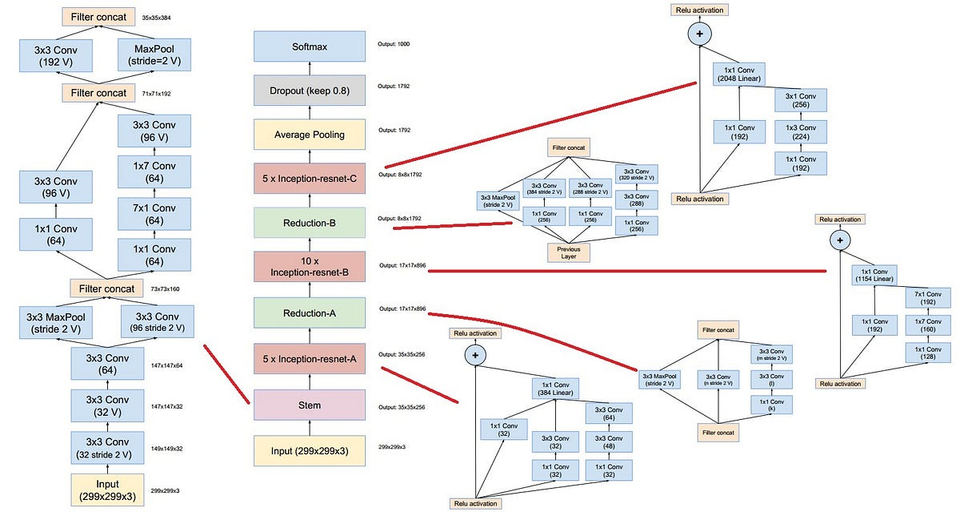 Filter concat
35x35x384
3x3 Conv
(192 V)
MaxPool
(stride=2 V)
Filter concat
71x71x192
3x3 Conv
(96 V)
1x7 Conv
(64)
3x3 Conv
(96 V)
7x1 Conv
(64)
1x1 Conv
(64)
1x1 Conv
(64)
Filter concat
73x73x160
3x3 MaxPool
(stride 2 V)
3x3 Conv
(96 stride 2 V)
3x3 Conv
(64)
147x147x64
3x3 Conv
(32 V)
147x147x32
3x3 Conv
(32 stride 2 V)
149x149x32
Input
(299x299x3)
299x299x3
Softmax
Output: 1000
Dropout (keep 0.8)
Output: 1792
Average Pooling
Output: 1792
5 x Inception-resnet-C
Output: 8x8x1792
Reduction-B
Output: 8x8x1792
10 x
Inception-resnet-B
Output: 17x17x896
Reduction-A
Output: 17x17x896
5 x Inception-resnet-A
Output: 35x35x256
Stem
Output: 35x35x256
Input (299x299x3)
299x299x3
Relu activation
+
1x1 Conv
(2048 Linear)
3x1 Conv
(256)
1x1 Conv
(192)
1x3 Conv
(224)
1x1 Conv
(192)
Relu activation
Filter concat
3x3 MaxPool
(stride 2 V)
3x3 Conv
(384 stride 2 V)
3x3 Conv
(288 stride 2 V)
3x3 Conv
(320 stride 2 V)
3x3 Conv
(288)
1x1 Conv
(256)
1x1 Conv
(256)
1x1 Conv
(256)
Previous
Layer
Relu activation
+
1x1 Conv
(1154 Linear)
7x1 Conv
(192)
1x1 Conv
(192)
1x7 Conv
(160)
1x1 Conv
(128)
Relu activation
Filter concat
3x3 MaxPool
(stride 2 V)
3x3 Conv
(n stride 2 V)
3x3 Conv
(m stride 2 V)
3x3 Conv
(l)
1x1 Conv
(k)
Filter concat
Relu activation
+
1x1 Conv
(384 Linear)
1x1 Conv
(32)
3x3 Conv
(64)
3x3 Conv
(32)
3x3 Conv
(48)
1x1 Conv
(32)
1x1 Conv
(32)
Relu activation